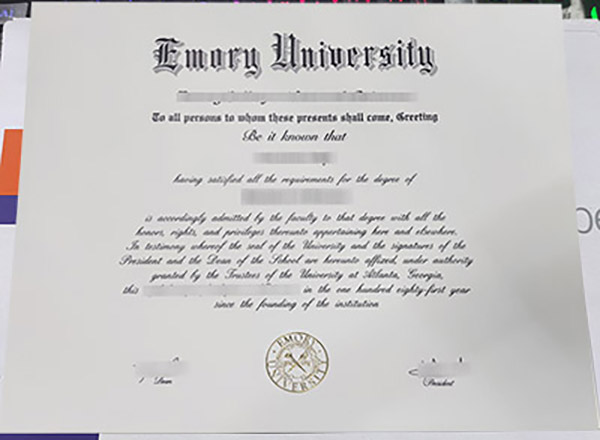 Emory University
To all persons to whom these presents shall come, Greeting
Be it known that
having satisfied all the requirements for the degree of
is accordingly admitted by the faculty to that degree with all the
honors, rights, and privileges thereunto appertaining here and elsewhere.
In testimony whereof the seal of the University and the signatures of the
President and the Dean of the School are hereunto affixed, under authority
granted by the Trustees of the University at Atlanta, Georgia,
this in the one hundred eighty-first year
since the founding of the institution
EMORY
UNIVERSITY
Dean
President